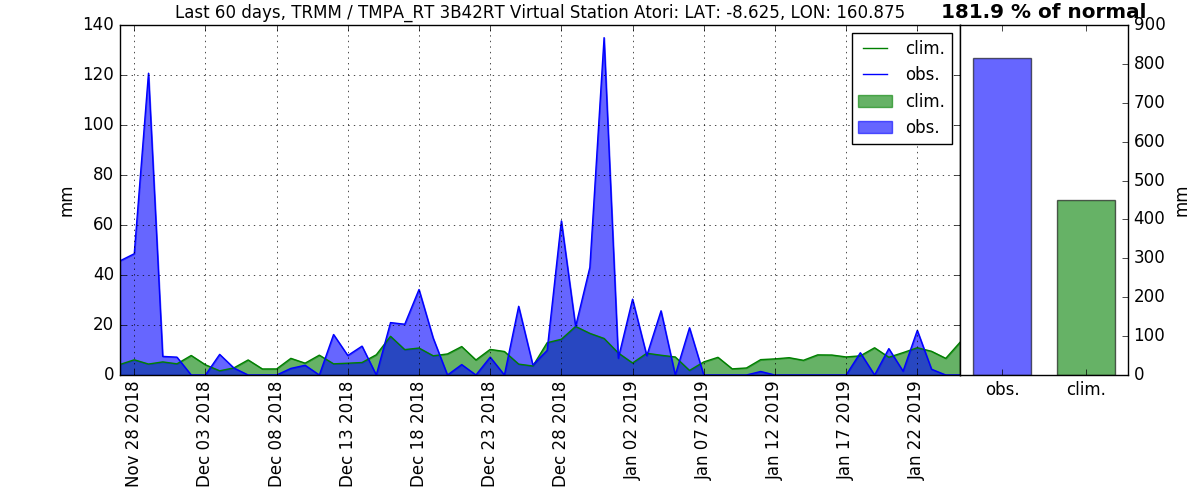 Last 60 days, TRMM / TMPA_RT 3B42RT Virtual Station Atori: LAT: -8.625, LON: 160.875
181.9 % of normal
140
120
100
80
60
40
20
0
mm
clim.
obs.
clim.
obs.
Nov 28 2018
Dec 03 2018
Dec 08 2018
Dec 13 2018
Dec 18 2018
Dec 23 2018
Dec 28 2018
Jan 02 2019
Jan 07 2019
Jan 12 2019
Jan 17 2019
Jan 22 2019
900
800
700
600
500
400
300
200
100
0
mm
obs.
clim.